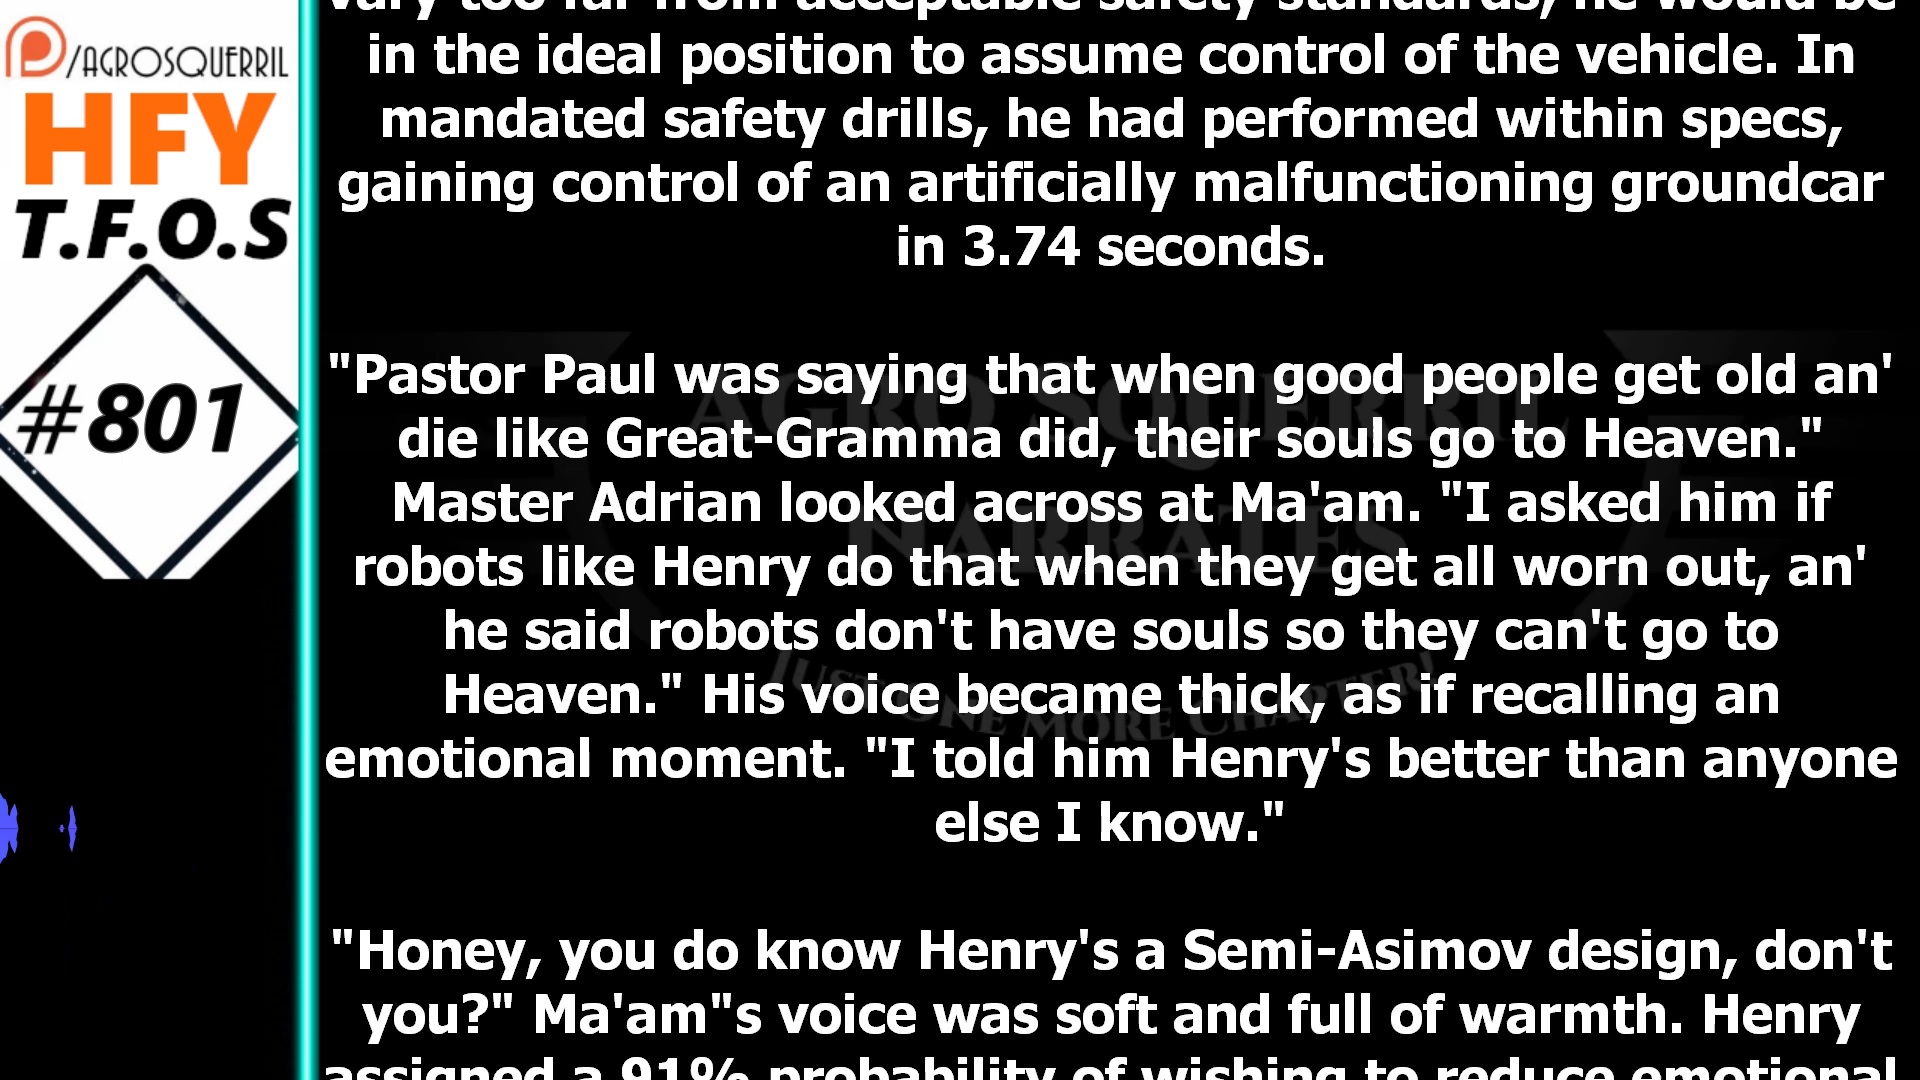 /AGROSQUERRIL
HFY
T.F.O.S
#801
vary too far from acceptable safety standards, he would be
in the ideal position to assume control of the vehicle. In
mandated safety drills, he had performed within specs,
gaining control of an artificially malfunctioning groundcar
in 3.74 seconds.
"Pastor Paul was saying that when good people get old an'
die like Great-Gramma did, their souls go to Heaven."
Master Adrian looked across at Ma'am. "I asked him if
robots like Henry do that when they get all worn out, an'
he said robots don't have souls so they can't go to
Heaven." His voice became thick, as if recalling an
emotional moment. "I told him Henry's better than anyone
else I know."
"Honey, you do know Henry's a Semi-Asimov design, don't
you?" Ma'am"s voice was soft and full of warmth. Henry
assigned a 91% probability of wishing to reduce emotional
AGRO SQUERRIL
NARRATES
JUST ONE MORE CHAPTER!